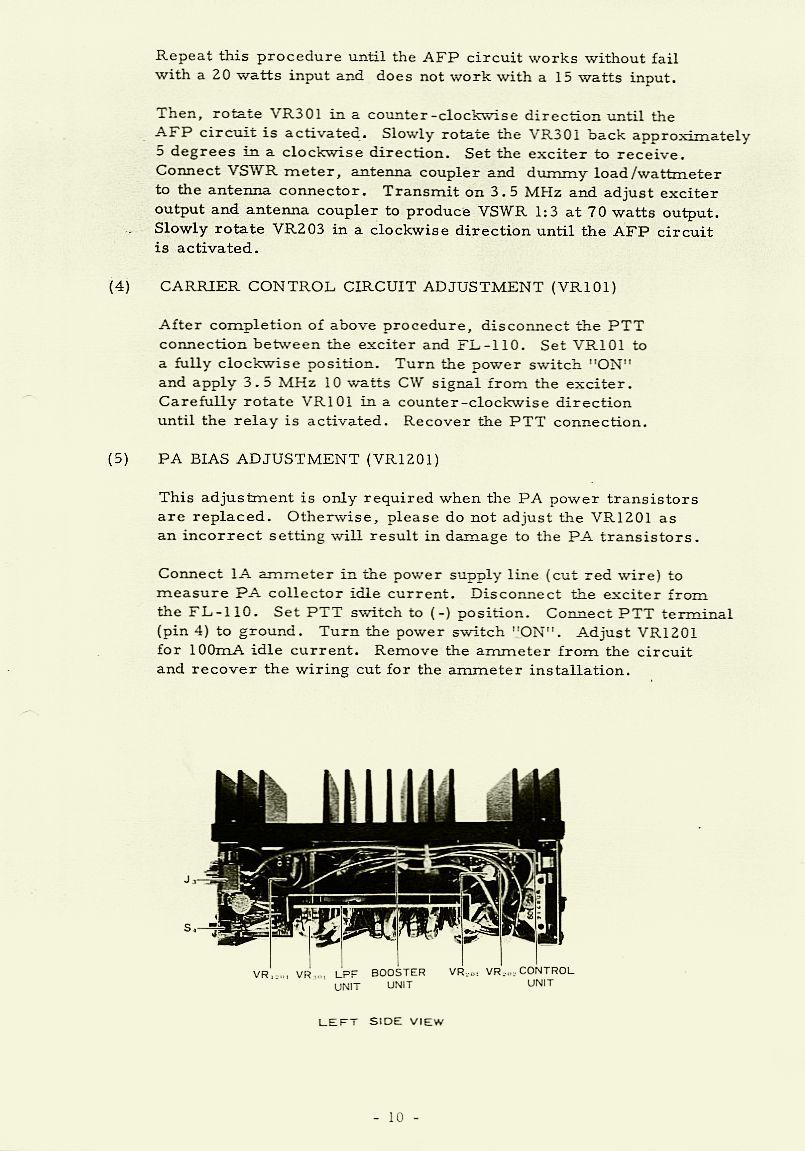 Repeat this procedure until the AFP circuit works without fail
with a 20 watts input and does not work with a 15 watts input.
Then, rotate VR301 in a counter-clockwise direction until the
AFP circuit is activated. Slowly rotate the VR301 back approximately
5 degrees in a clockwise direction. Set the exciter to receive.
Connect VSWR meter, antenna coupler and dummy load/wattmeter
to the antenna connector. Transmit on 3.5 MHz and adjust exciter
output and antenna coupler to produce VSWR 1:3 at 70 watts output.
Slowly rotate VR203 in a clockwise direction until the AFP circuit
is activated.
(4) CARRIER CONTROL CIRCUIT ADJUSTMENT (VR101)
After completion of above procedure, disconnect the PTT
connection between the exciter and FL-110. Set VR101 to
a fully clockwise position. Turn the power switch "ON"
and apply 3.5 MHz 10 watts CW signal from the exciter.
Carefully rotate VR101 in a counter-clockwise direction
until the relay is activated. Recover the PTT connection.
(5) PA BIAS ADJUSTMENT (VR1201)
This adjustment is only required when the PA power transistors
are replaced. Otherwise, please do not adjust the VR1201 as
an incorrect setting will result in damage to the PA transistors.
Connect 1A ammeter in the power supply line (cut red wire) to
measure PA collector idle current. Disconnect the exciter from
the FL-110. Set PTT switch to (-) position. Connect PTT terminal
(pin 4) to ground. Turn the power switch "ON". Adjust VR1201
for 100mA idle current. Remove the ammeter from the circuit
and recover the wiring cut for the ammeter installation.
J3
S4
VR1201 VR301 LPF UNIT BOOSTER UNIT VR201 VR202 CONTROL UNIT
LEFT SIDE VIEW
- 10 -